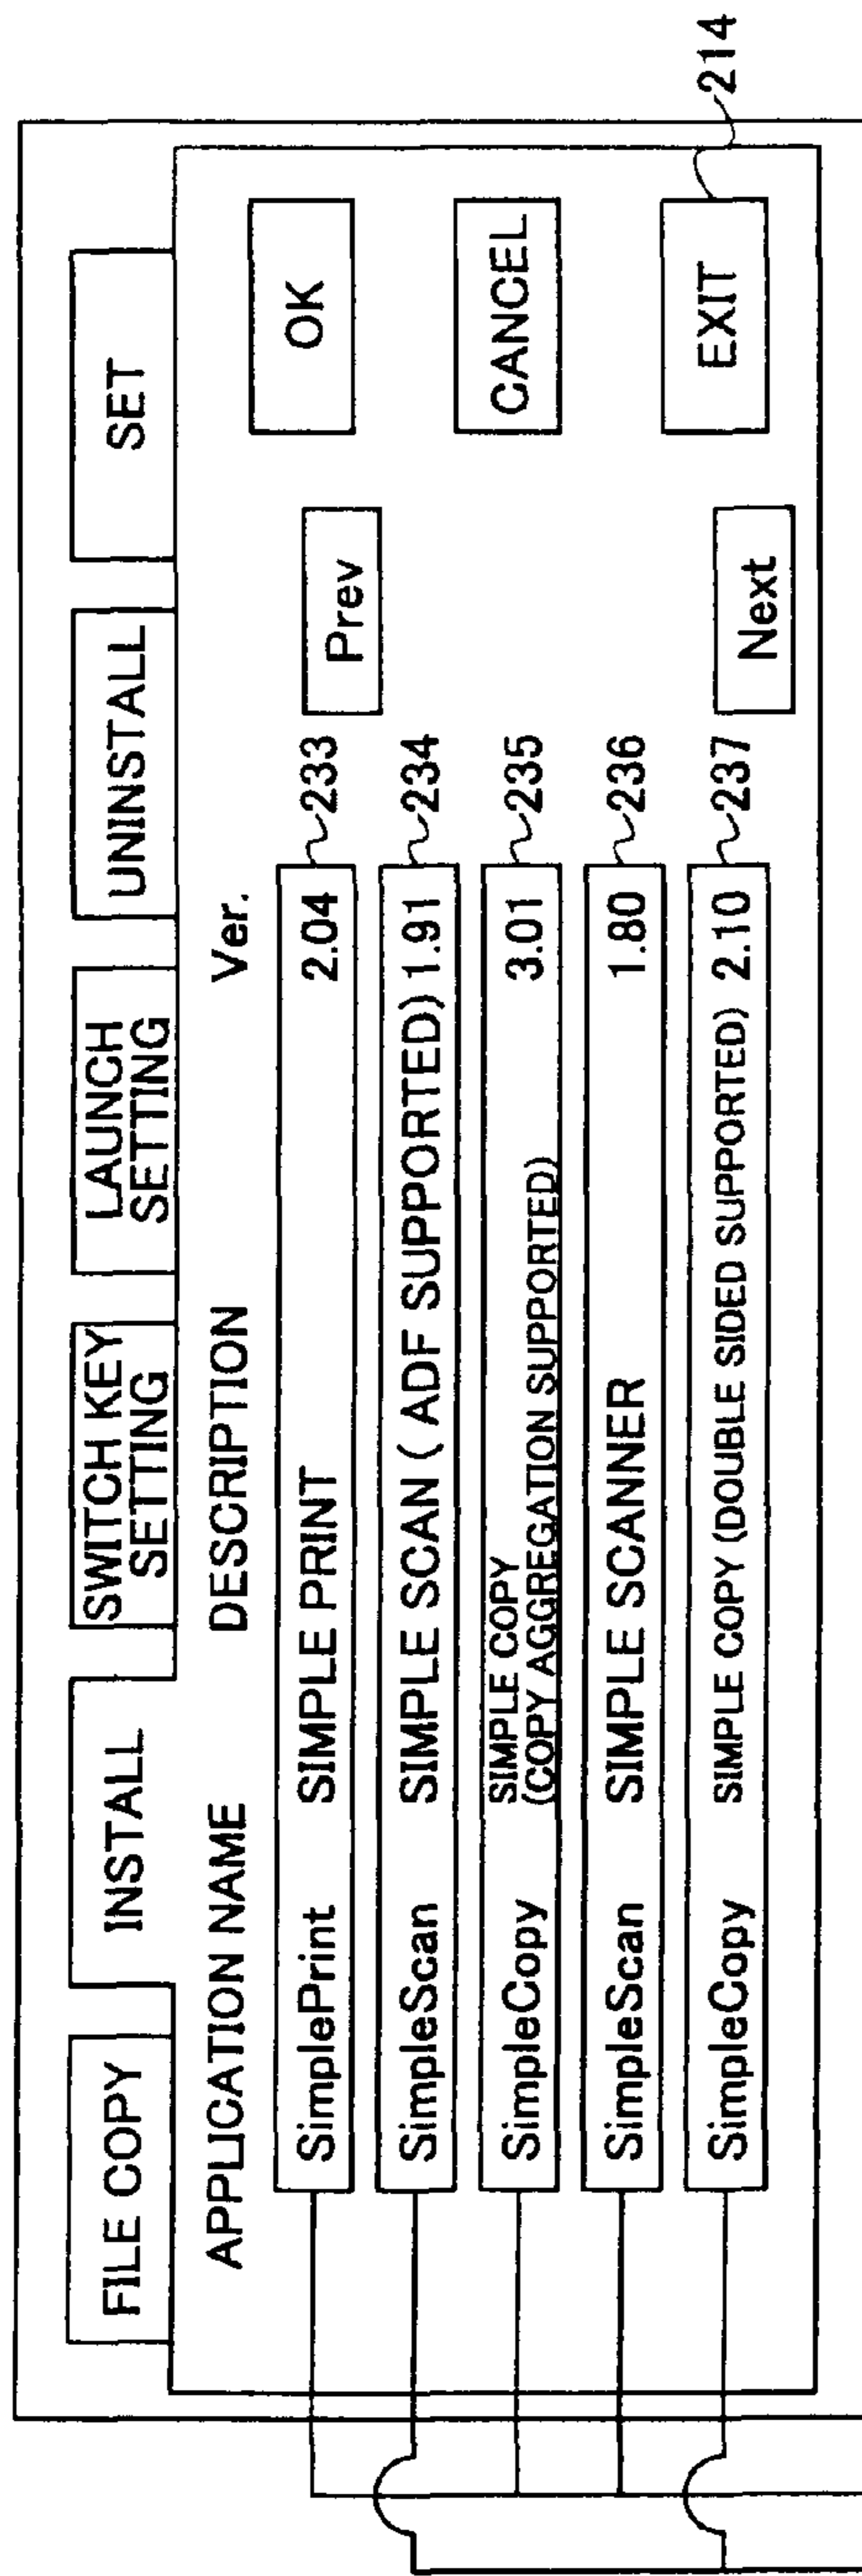 FILE COPY
INSTALL
SWITCH KEY
SETTING
LAUNCH
SETTING
UNINSTALL
SET
APPLICATION NAME DESCRIPTION Ver.
SimplePrint SIMPLE PRINT 2.04 233
SimpleScan SIMPLE SCAN ( ADF SUPPORTED) 1.91 234
SimpleCopy SIMPLE COPY
(COPY AGGREGATION SUPPORTED) 3.01 235
SimpleScan SIMPLE SCANNER 1.80 236
SimpleCopy SIMPLE COPY (DOUBLE SIDED SUPPORTED) 2.10 237
Prev
Next
OK
CANCEL
EXIT
214